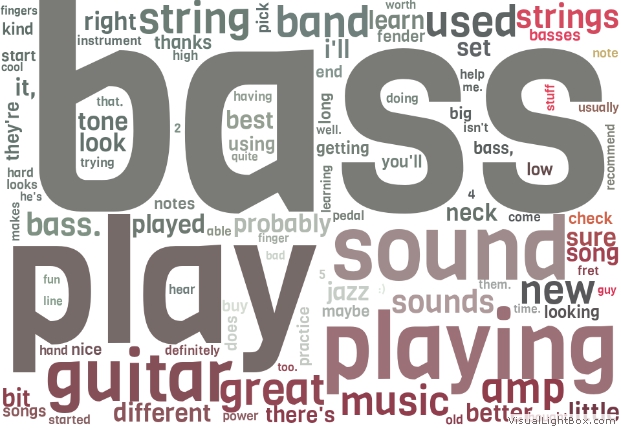 fingers
kind
right
string
pick
band
worth
learn
fender
used
strings
basses
note
instrument
thanks
high
i'll
set
start
cool
it,
they're
end
help
me.
stuff
usually
bass
that.
tone
look
trying
2
having
best
using
quite
long
well.
getting
doing
you'll
big
isn't
bass,
low
recommend
hard
looks
he's
makes
learning
4
notes
bass.
played
able
probably
finger
bad
pedal
neck
come
check
sure
song
fret
play
sound
fun
line
hear
5
jazz
:)
maybe
sounds
them.
new
guy
time.
looking
buy
does
practice
playing
hand
nice
definitely
too.
guitar
great
music
amp
bit
songs
started
different
power
there's
old
better
little
VisualLightBox.com